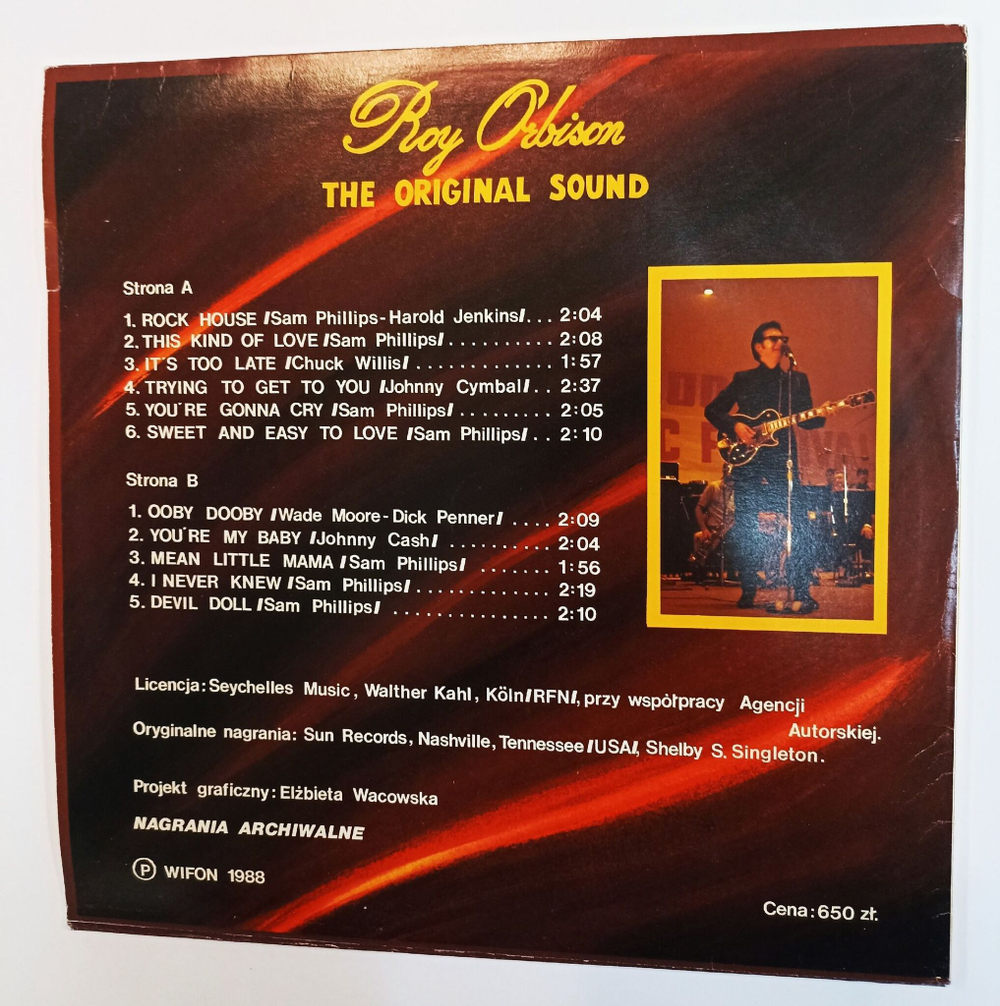 Roy Orbison
THE ORIGINAL SOUND
Strona A
1. ROCK HOUSE /Sam Phillips-Harold Jenkins/... 2:04
2. THIS KIND OF LOVE /Sam Phillips/.......... 2:08
3. IT´S TOO LATE /Chuck Willis/ ............. 1:57
4. TRYING TO GET TO YOU /Johnny Cymbal/.. 2:37
5. YOU´RE GONNA CRY /Sam Phillips/ ......... 2:05
6. SWEET AND EASY TO LOVE /Sam Phillips/.. 2:10
Strona B
1. OOBY DOOBY /Wade Moore-Dick Penner/ .... 2:09
2. YOU´RE MY BABY /Johnny Cash/ .......... 2:04
3. MEAN LITTLE MAMA /Sam Phillips/ ....... 1:56
4. I NEVER KNEW /Sam Phillips/ ............. 2:19
5. DEVIL DOLL /Sam Phillips/ ............... 2:10
Licencja: Seychelles Music, Walther Kahl, Köln/RFN/, przy współpracy Agencji
Autorskiej.
Oryginalne nagrania: Sun Records, Nashville, Tennessee /USA/, Shelby S. Singleton.
Projekt graficzny: Elżbieta Wacowska
NAGRANIA ARCHIWALNE
Ⓟ WIFON 1988
Cena: 650 zł.